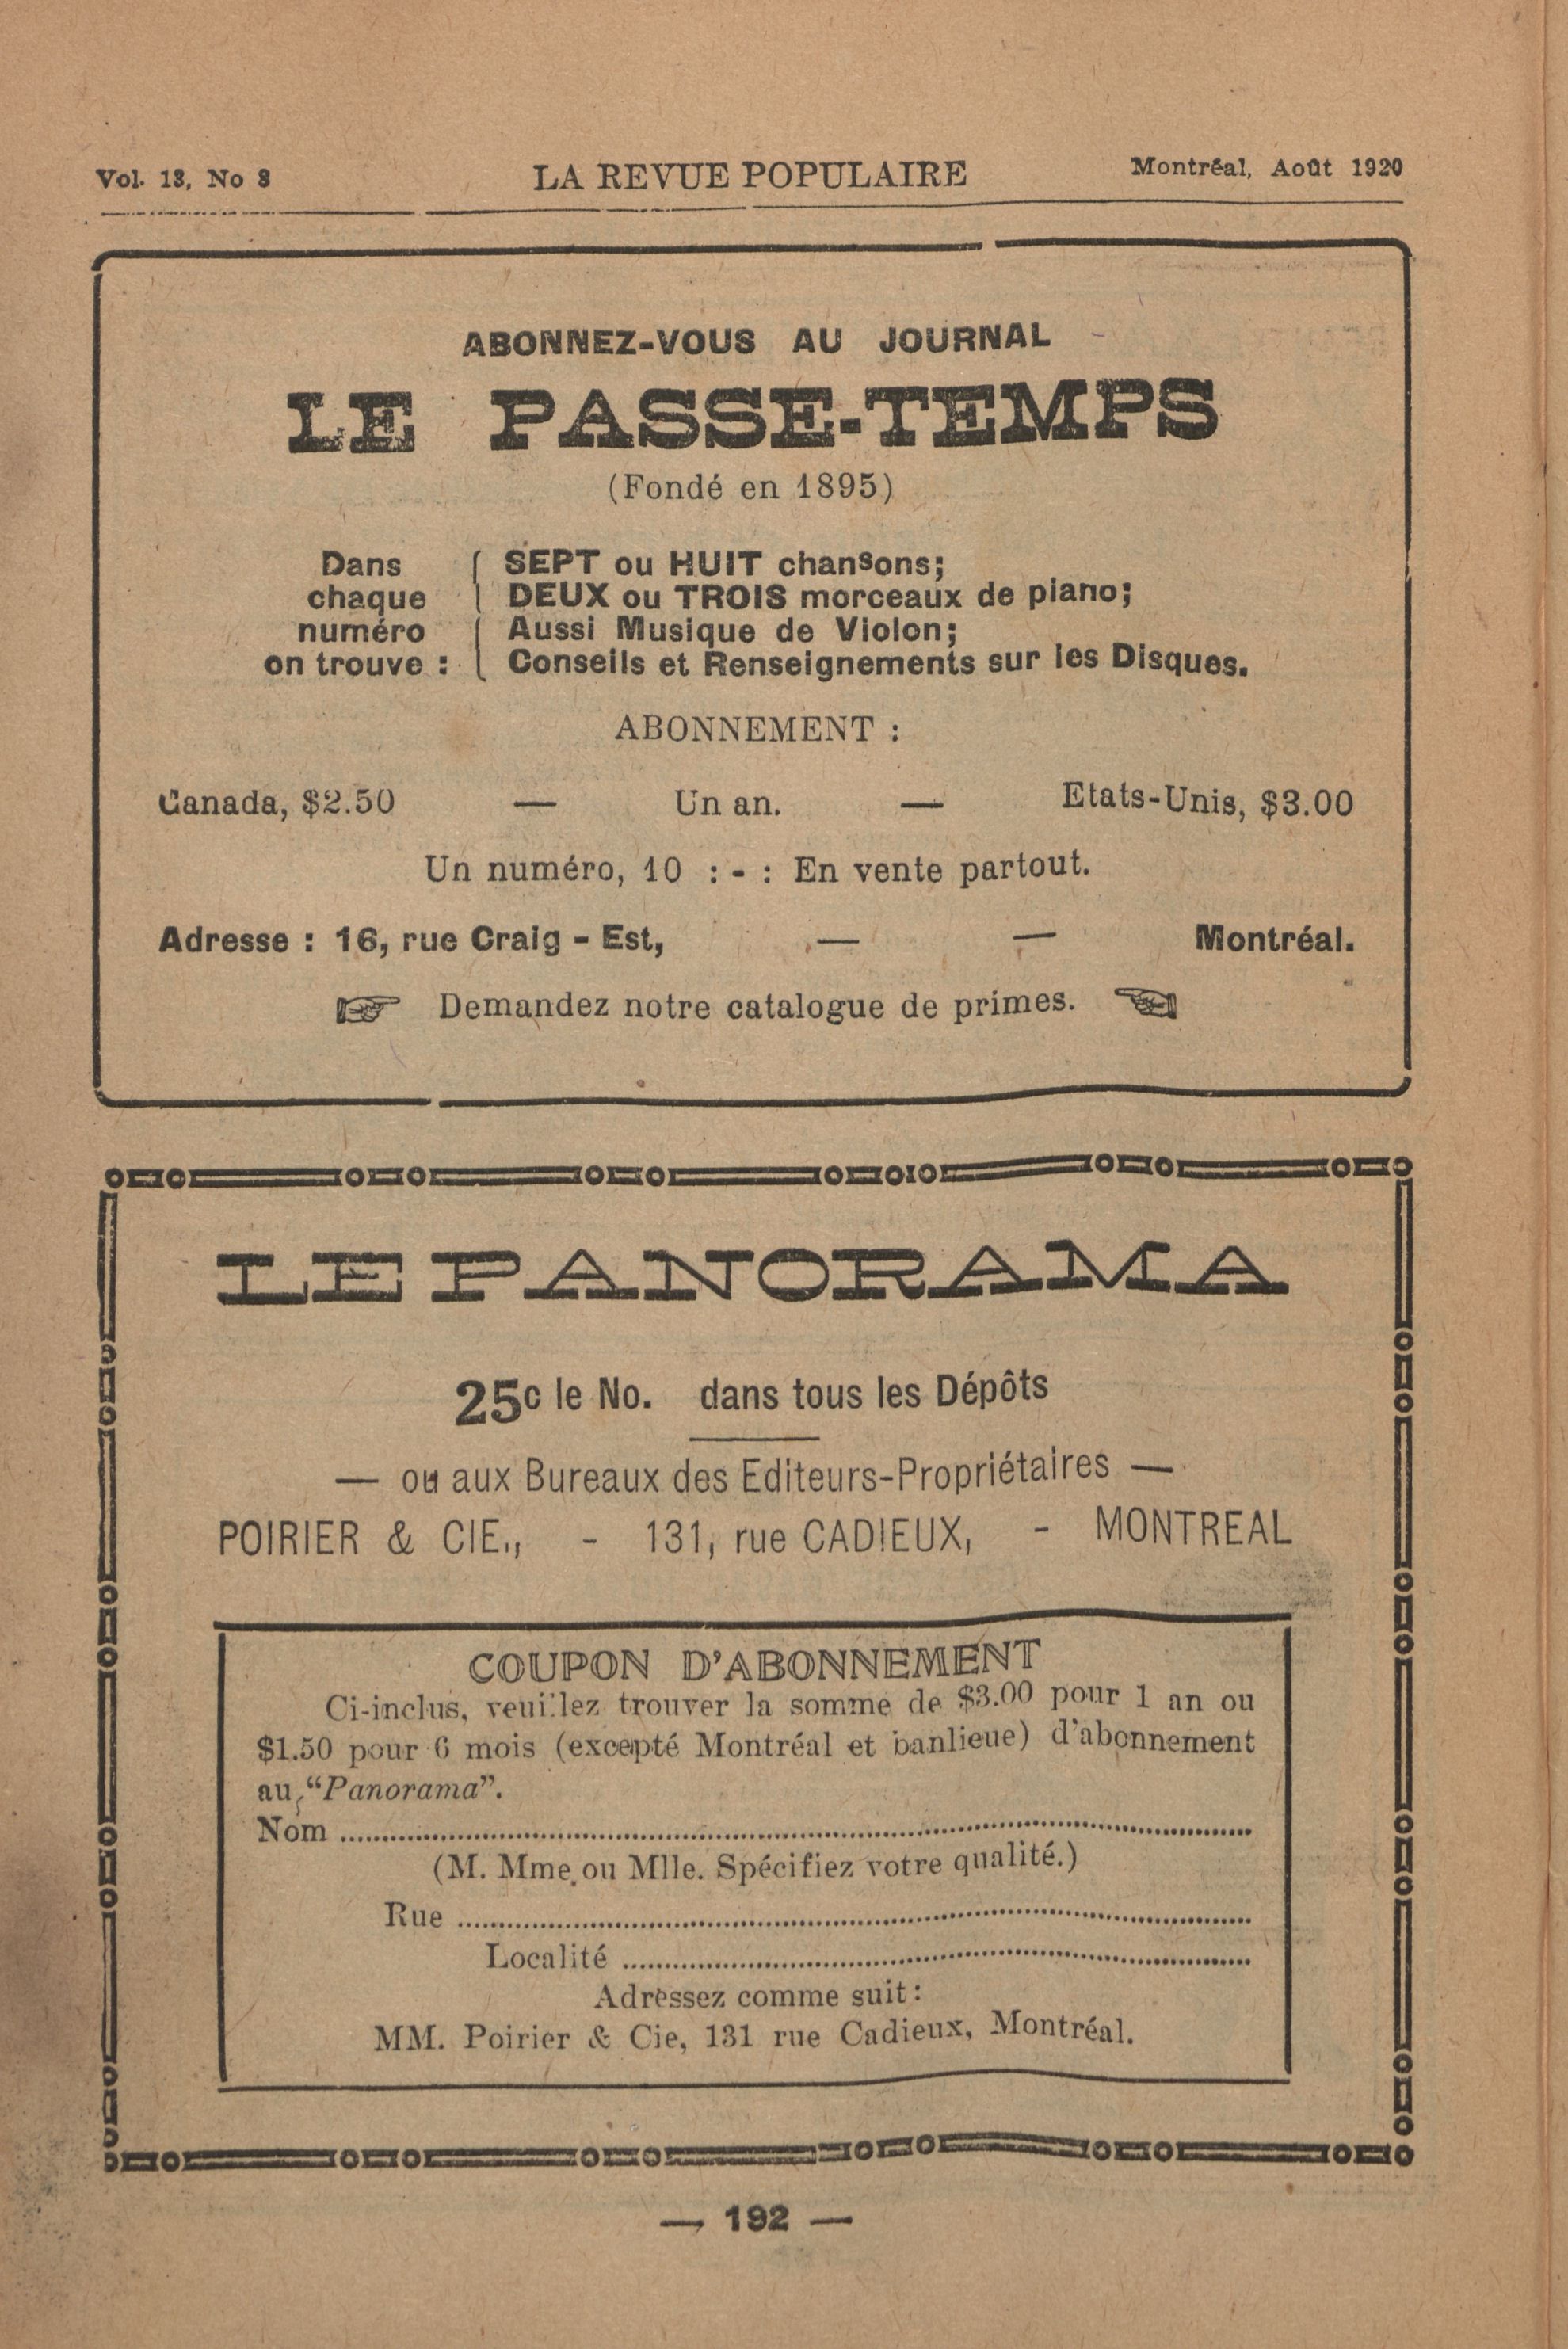 Vol. 13, No 8 LA REVUE POPULAIRE Montréal, Août 1920
ABONNEZ-VOUS AU JOURNAL
LE PASSE-TEMPS
(Fondé en 1895)
Dans SEPT ou HUIT chansons;
chaque DEUX ou TROIS morceaux de piano;
numéro Aussi Musique de Violon;
on trouve : Conseils et Renseignements sur les Disques.
ABONNEMENT :
Canada, $2.50 — Un an. — Etats-Unis, $3.00
Un numéro, 10 : - : En vente partout.
Adresse : 16, rue Craig - Est, — — Montréal.
☞ Demandez notre catalogue de primes. ☜
LE PANORAMA
25c le No. dans tous les Dépôts
— ou aux Bureaux des Editeurs-Propriétaires —
POIRIER & CIE., - 131, rue CADIEUX, - MONTREAL
COUPON D'ABONNEMENT
Ci-inclus, veuillez trouver la somme de $3.00 pour 1 an ou
$1.50 pour 6 mois (excepté Montréal et banlieue) d'abonnement
au "Panorama".
Nom ........................................................
(M. Mme ou Mlle. Spécifiez votre qualité.)
Rue ........................................................
Localité ........................................................
Adressez comme suit:
MM. Poirier & Cie, 131 rue Cadieux, Montréal.
— 192 —